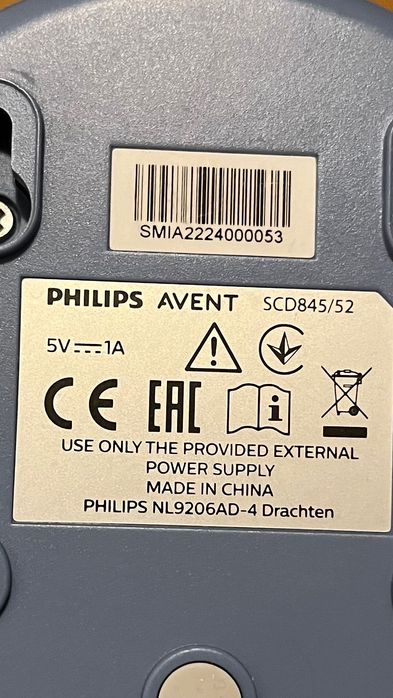 SMIA2224000053
PHILIPS AVENT SCD845/52
5V⎓1A
CE EAC i
USE ONLY THE PROVIDED EXTERNAL
POWER SUPPLY
MADE IN CHINA
PHILIPS NL9206AD-4 Drachten